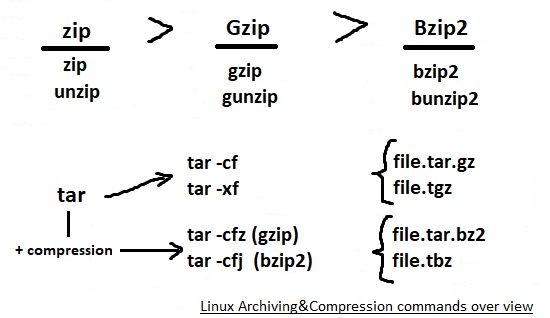 zip > Gzip > Bzip2
zip gzip bzip2
unzip gunzip bunzip2
tar -cf file.tar.gz
tar tar -xf file.tgz
tar -cfz (gzip) file.tar.bz2
+ compression tar -cfj (bzip2) file.tbz
Linux Archiving&Compression commands over view